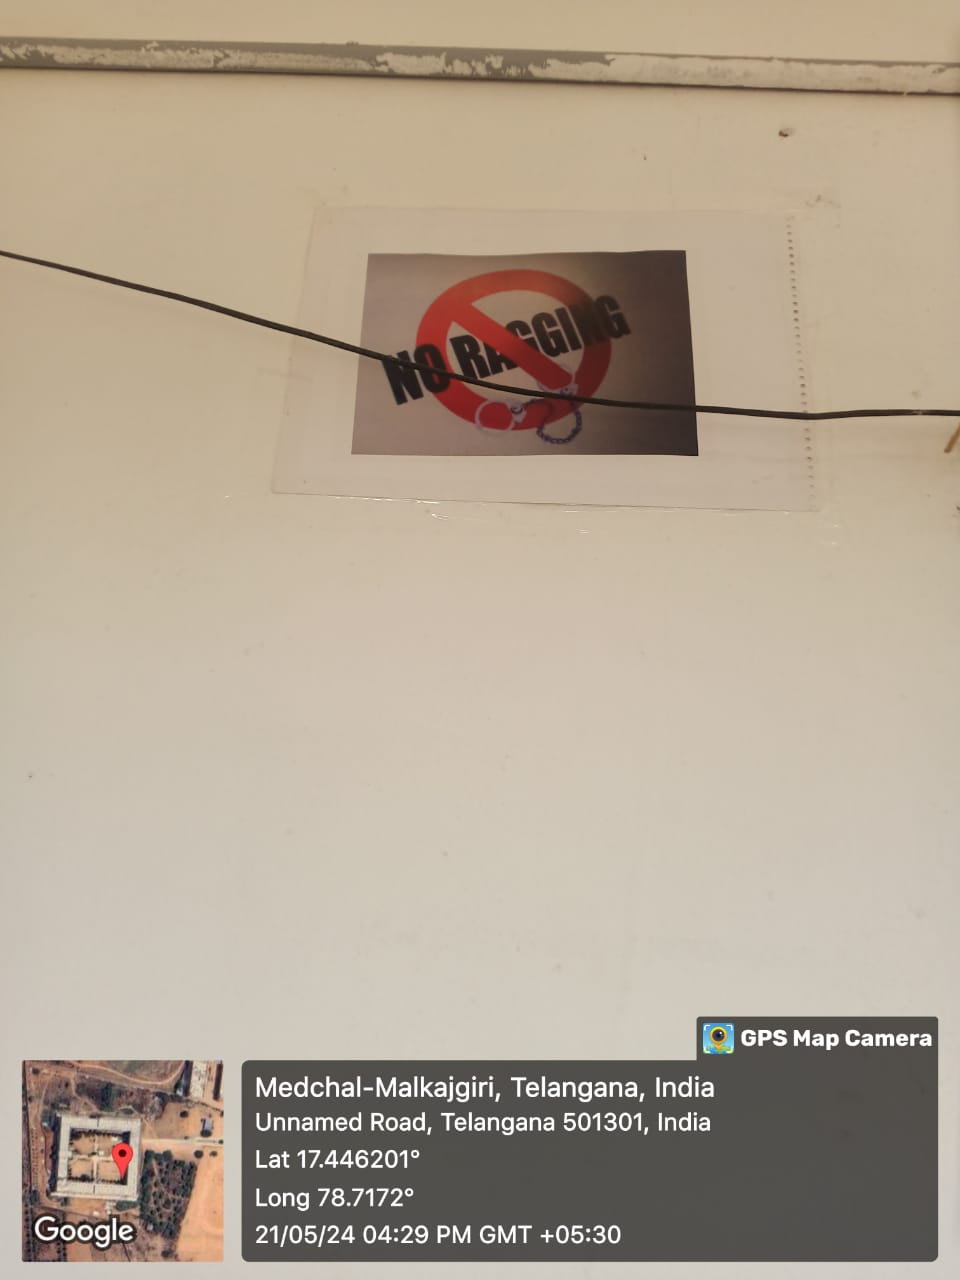 NO RAGGING
GPS Map Camera
Medchal-Malkajgiri, Telangana, India
Unnamed Road, Telangana 501301, India
Lat 17.446201°
Long 78.7172°
21/05/24 04:29 PM GMT +05:30
Google